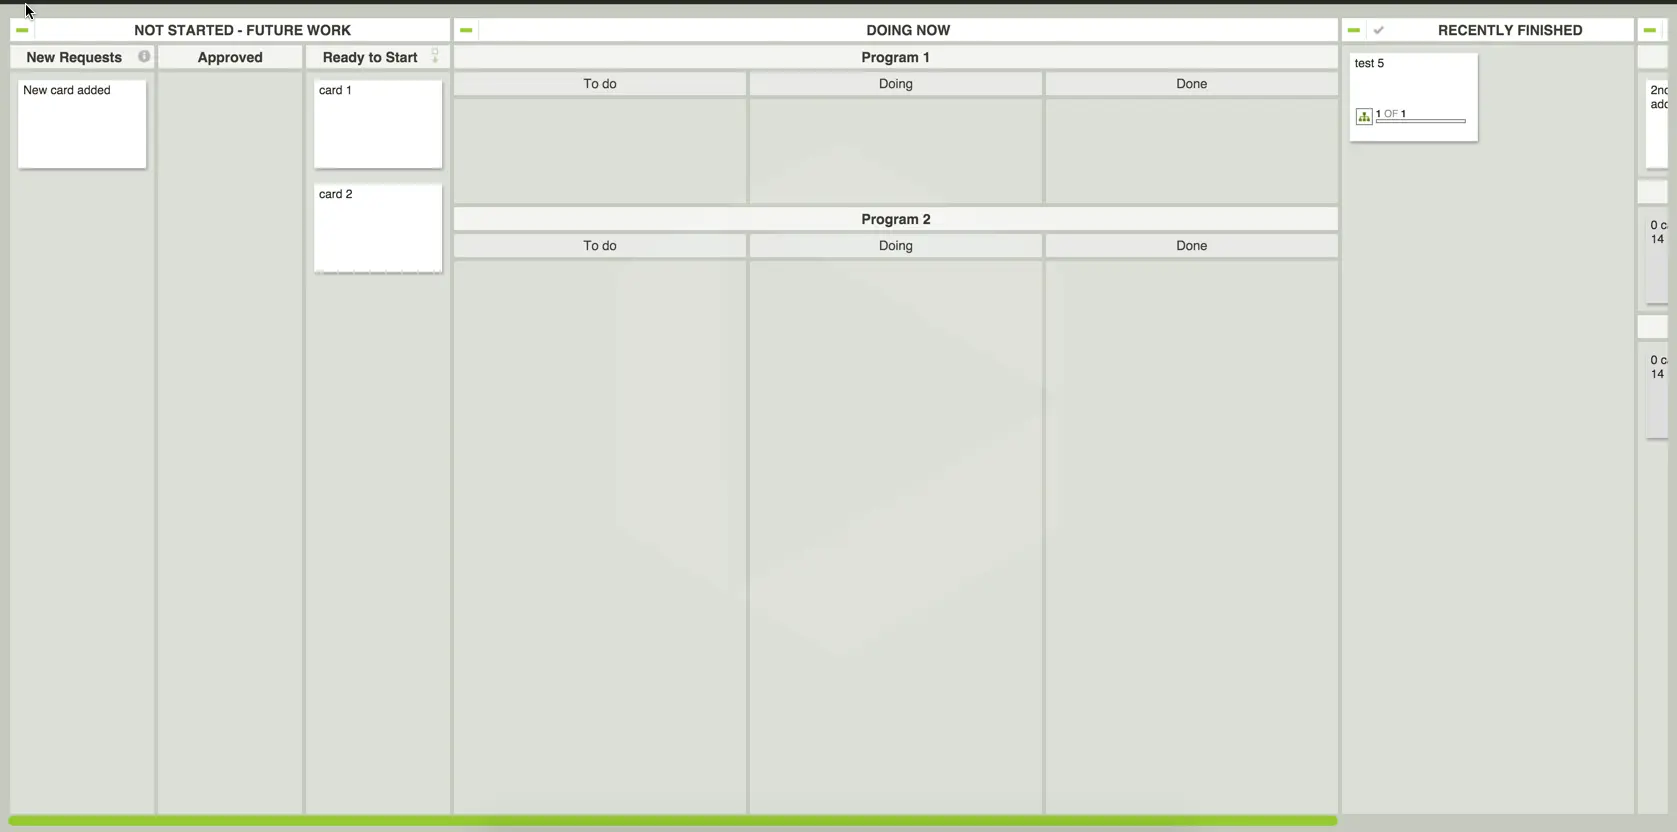 NOT STARTED - FUTURE WORK
DOING NOW
RECENTLY FINISHED
New Requests
Approved
Ready to Start
Program 1
To do
Doing
Done
New card added
card 1
card 2
Program 2
To do
Doing
Done
test 5
1 OF 1
0
14
0
14